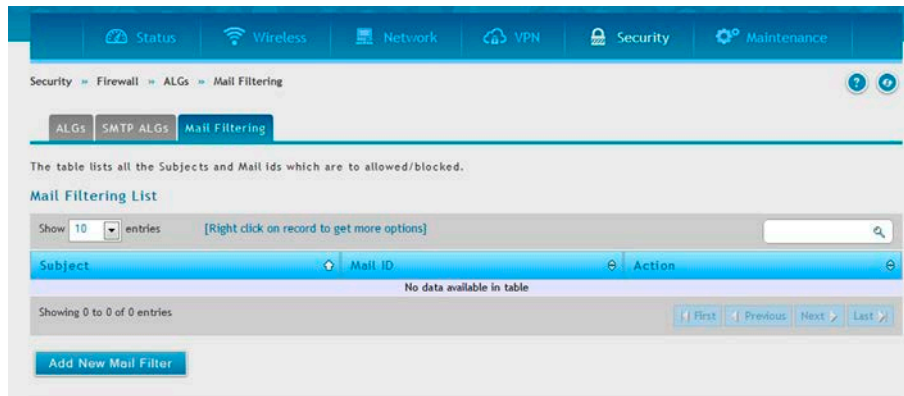 Status Wireless Network VPN Security Maintenance
Security » Firewall » ALGs » Mail Filtering
ALGs SMTP ALGs Mail Filtering
The table lists all the Subjects and Mail ids which are to allowed/blocked.
Mail Filtering List
Show 10 entries [Right click on record to get more options]
Subject Mail ID Action
No data available in table
Showing 0 to 0 of 0 entries First Previous Next Last
Add New Mail Filter